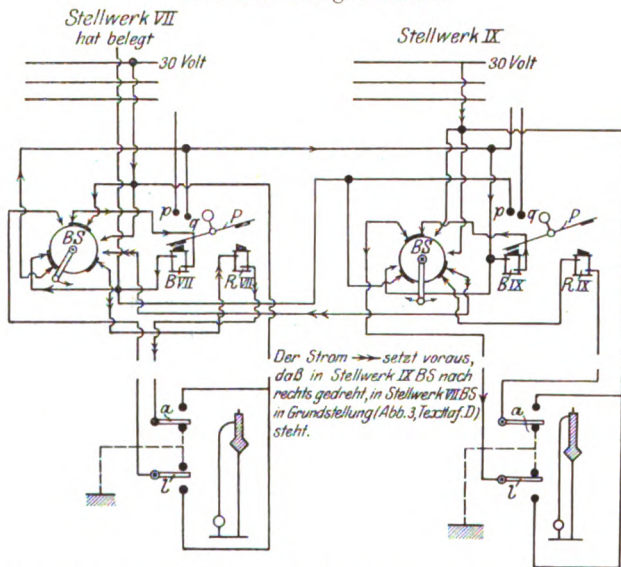 Stellwerk VII
hat belegt
Stellwerk IX
30 Volt
30 Volt
p
q
P
p
q
P
BS
BS
B VII
R VII
B IX
R IX
Der Strom setzt voraus,
daß in Stellwerk IX BS nach
rechts gedreht, in Stellwerk VII BS
in Grundstellung (Abb. 3, Textaf. D)
steht.
a
a
l'
l'